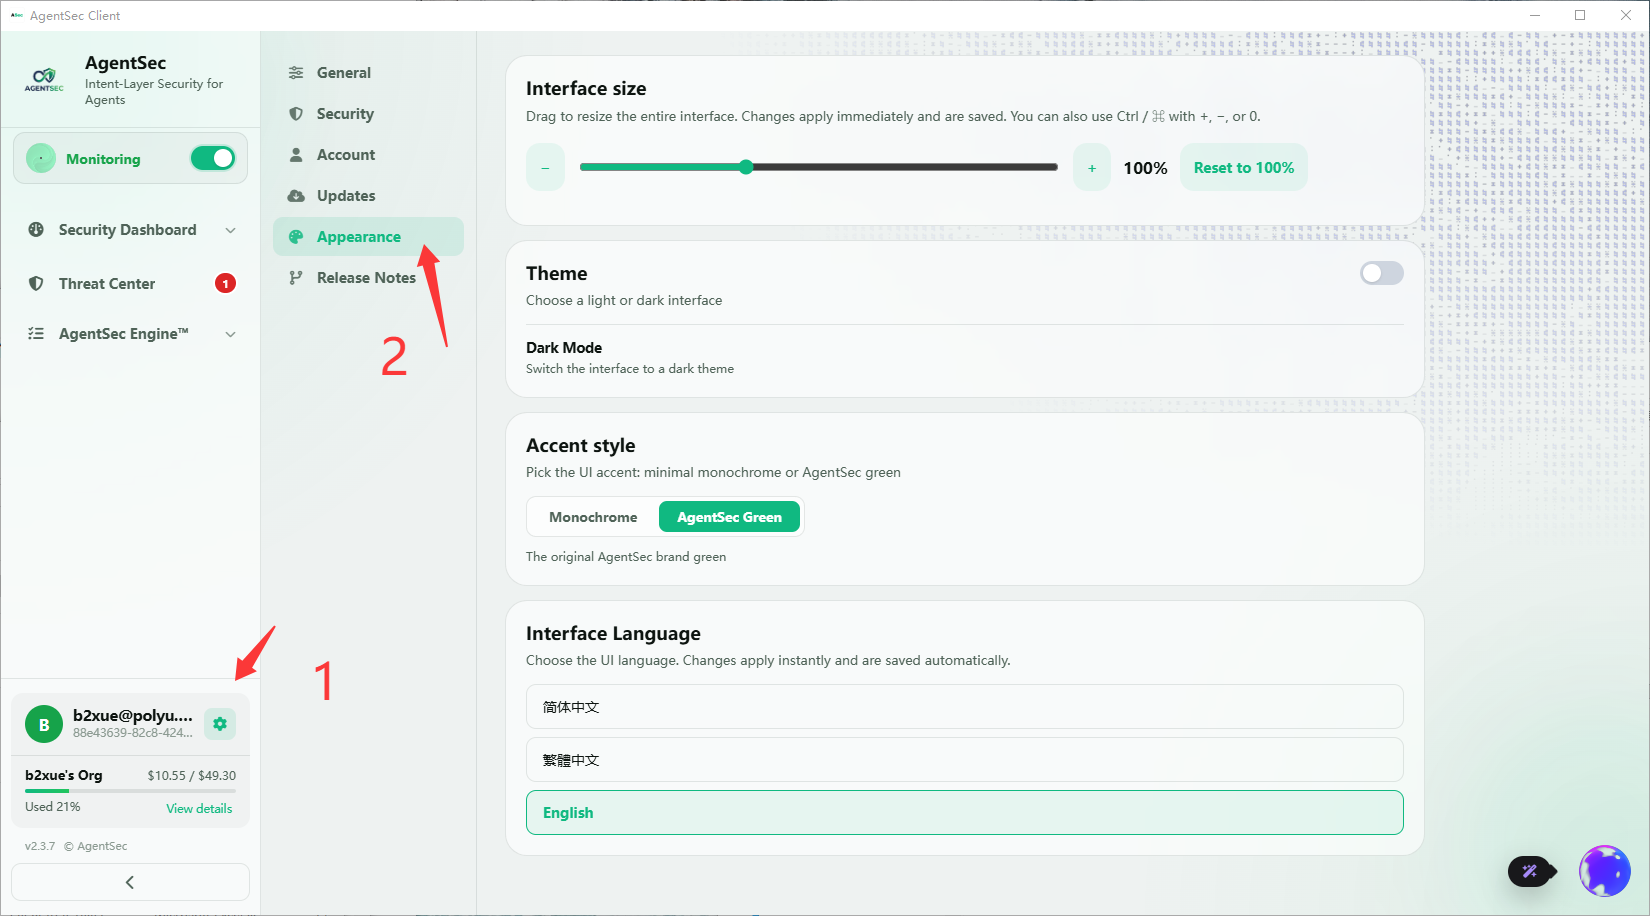 AgentSec Client
AgentSec
Intent-Layer Security for
Agents
AGENTSEC
Monitoring
Security Dashboard
Threat Center
1
AgentSec Engine™
1
b2xue@polyu....
B
88e43639-82c8-424...
b2xue's Org
$10.55 / $49.30
Used 21%
View details
v2.3.7 © AgentSec
General
Security
Account
Updates
Appearance
Release Notes
2
Interface size
Drag to resize the entire interface. Changes apply immediately and are saved. You can also use Ctrl / ⌘ with +, −, or 0.
−
+
100%
Reset to 100%
Theme
Choose a light or dark interface
Dark Mode
Switch the interface to a dark theme
Accent style
Pick the UI accent: minimal monochrome or AgentSec green
Monochrome
AgentSec Green
The original AgentSec brand green
Interface Language
Choose the UI language. Changes apply instantly and are saved automatically.
简体中文
繁體中文
English